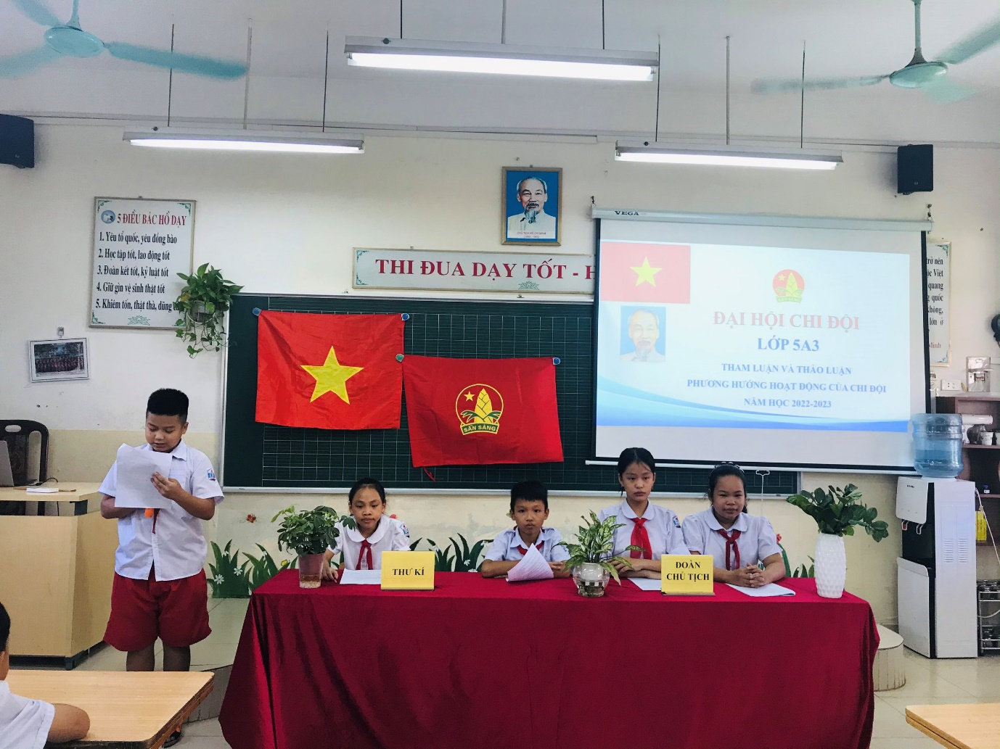 5 ĐIỀU BÁC HỒ DẠY
1. Yêu tổ quốc, yêu đồng bào
2. Học tập tốt, lao động tốt
3. Đoàn kết tốt, kỷ luật tốt
4. Giữ gìn vệ sinh thật tốt
5. Khiêm tốn, thật thà, dũng
THI ĐUA DẠY TỐT - H
VEGA
ĐẠI HỘI CHI ĐỘI
LỚP 5A3
THAM LUẬN VÀ THẢO LUẬN
PHƯƠNG HƯỚNG HOẠT ĐỘNG CỦA CHI ĐỘI
NĂM HỌC 2022-2023
trở nên
ộc Việt
quang
g quốc
không,
lớn ở
Minh
SẴN SÀNG
THƯ KÍ
ĐOÀN
CHỦ TỊCH